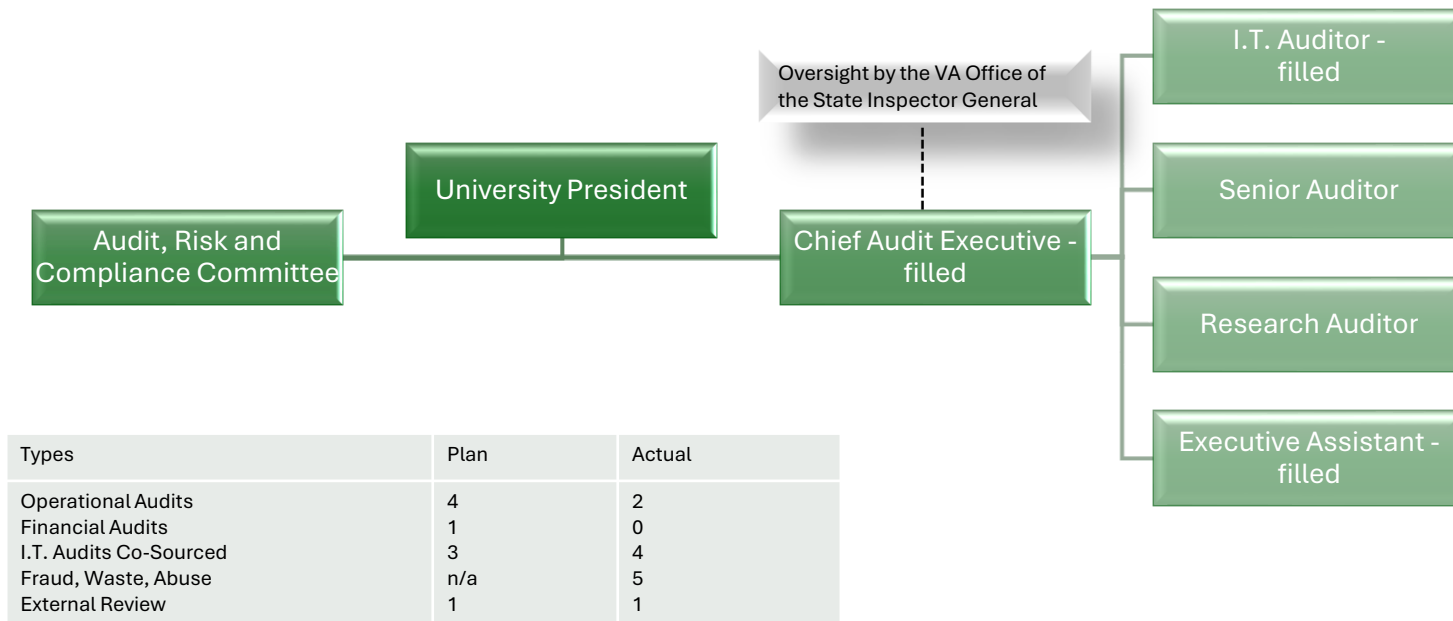 I.T. Auditor -
filled
Oversight by the VA Office of
the State Inspector General
University President
Senior Auditor
Audit, Risk and
Compliance Committee
Chief Audit Executive -
filled
Research Auditor
Executive Assistant -
filled
Types Plan Actual
Operational Audits 4 2
Financial Audits 1 0
I.T. Audits Co-Sourced 3 4
Fraud, Waste, Abuse n/a 5
External Review 1 1